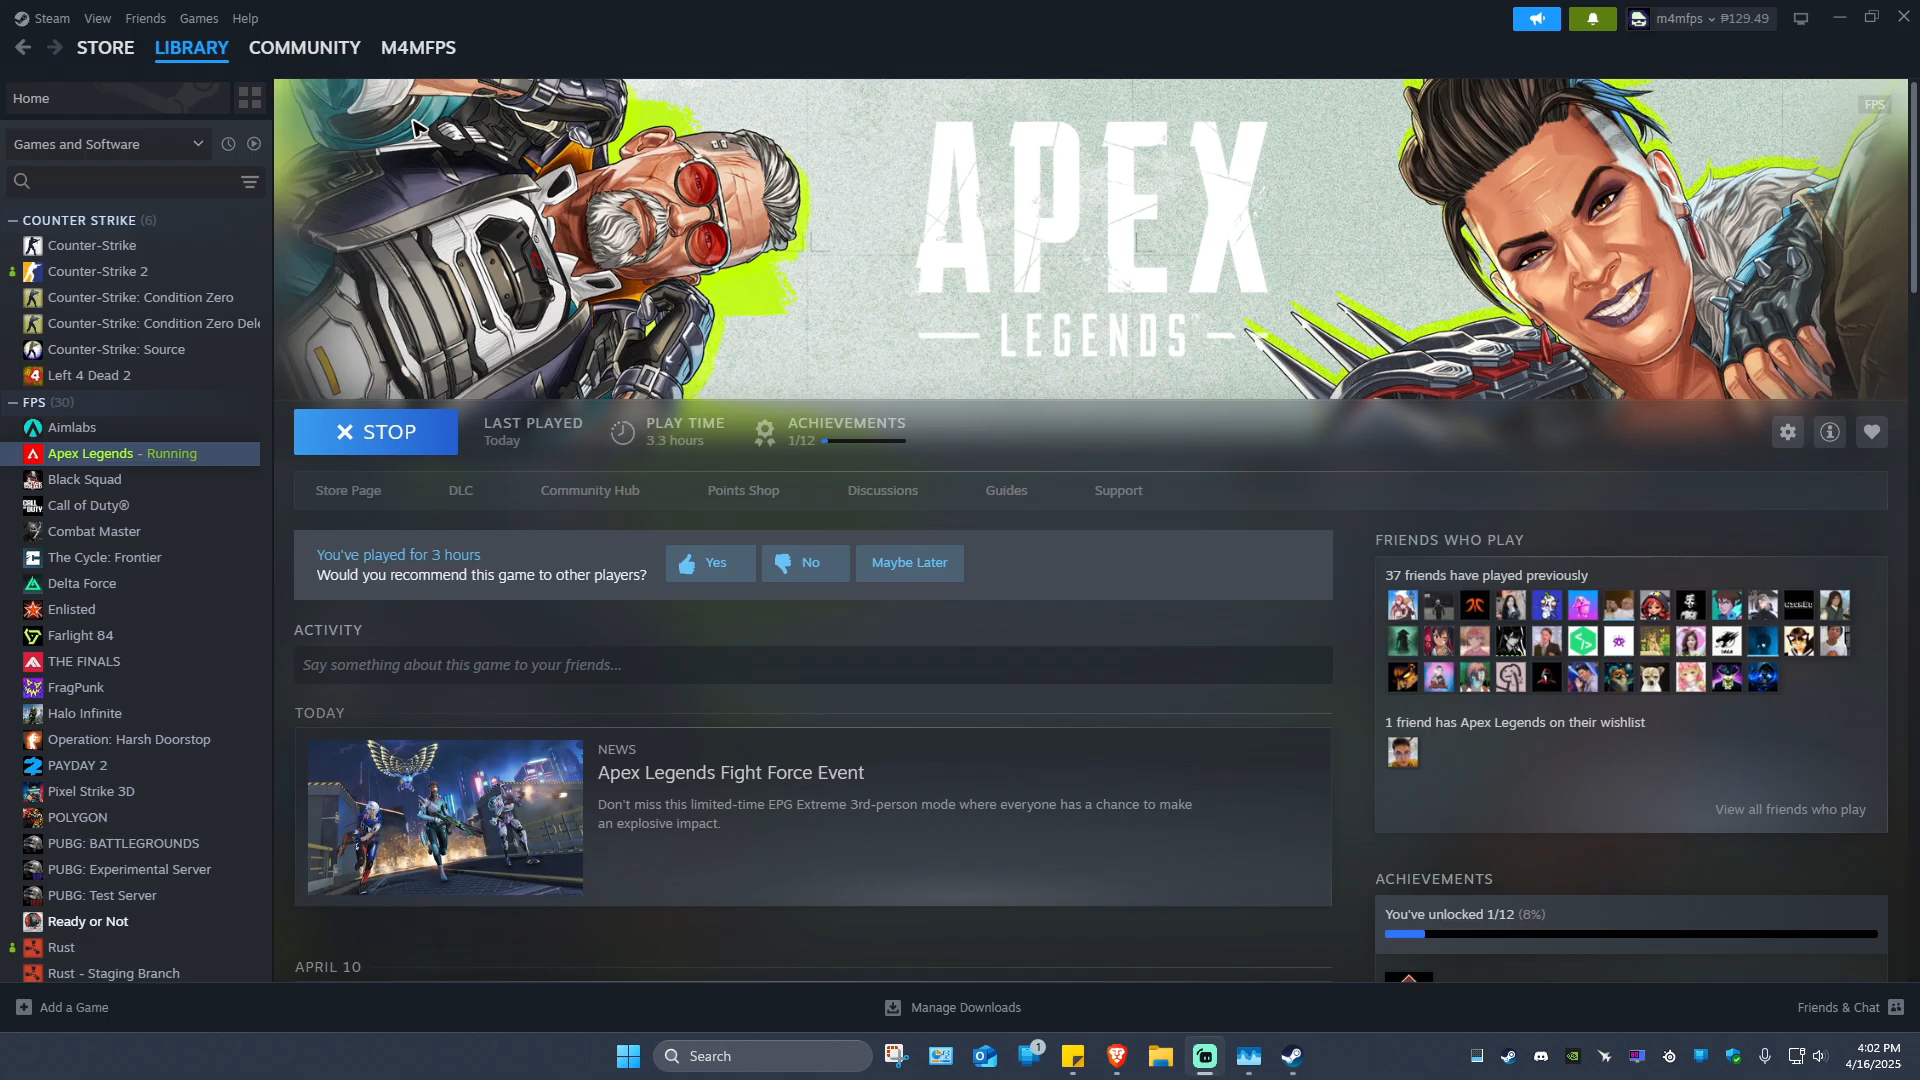 Steam View Friends Games Help
m4mfps ₱129.49
STORE LIBRARY COMMUNITY M4MFPS
Home
Games and Software
COUNTER STRIKE (6)
Counter-Strike
Counter-Strike 2
Counter-Strike: Condition Zero
Counter-Strike: Condition Zero Dele
Counter-Strike: Source
Left 4 Dead 2
FPS (30)
Aimlabs
Apex Legends - Running
Black Squad
Call of Duty®
Combat Master
The Cycle: Frontier
Delta Force
Enlisted
Farlight 84
THE FINALS
FragPunk
Halo Infinite
Operation: Harsh Doorstop
PAYDAY 2
Pixel Strike 3D
POLYGON
PUBG: BATTLEGROUNDS
PUBG: Experimental Server
PUBG: Test Server
Ready or Not
Rust
Rust - Staging Branch
FPS
APEX
LEGENDS™
STOP
LAST PLAYED
Today
PLAY TIME
3.3 hours
ACHIEVEMENTS
1/12
Store Page DLC Community Hub Points Shop Discussions Guides Support
You've played for 3 hours
Would you recommend this game to other players?
Yes No Maybe Later
ACTIVITY
Say something about this game to your friends...
TODAY
NEWS
Apex Legends Fight Force Event
Don't miss this limited-time EPG Extreme 3rd-person mode where everyone has a chance to make
an explosive impact.
APRIL 10
FRIENDS WHO PLAY
37 friends have played previously
1 friend has Apex Legends on their wishlist
View all friends who play
ACHIEVEMENTS
You've unlocked 1/12 (8%)
Add a Game
Manage Downloads
Friends & Chat
Search
1
4:02 PM
4/16/2025